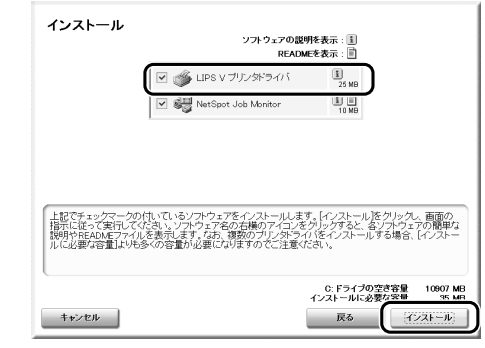 インストール
ソフトウェアの説明を表示：
READMEを表示：
LIPS V プリンタドライバ
25 MB
NetSpot Job Monitor
10 MB
上記でチェックマークの付いているソフトウェアをインストールします。[インストール]をクリックし、画面の
指示に従って実行してください。ソフトウェア名の右横のアイコンをクリックすると、各ソフトウェアの簡単な
説明やREADMEファイルを表示します。なお、複数のプリンタドライバをインストールする場合、[インストー
ルに必要な容量]よりも多くの容量が必要になりますのでご注意ください。
C:ドライブの空き容量 10907 MB
インストールに必要な容量 35 MB
キャンセル 戻る インストール